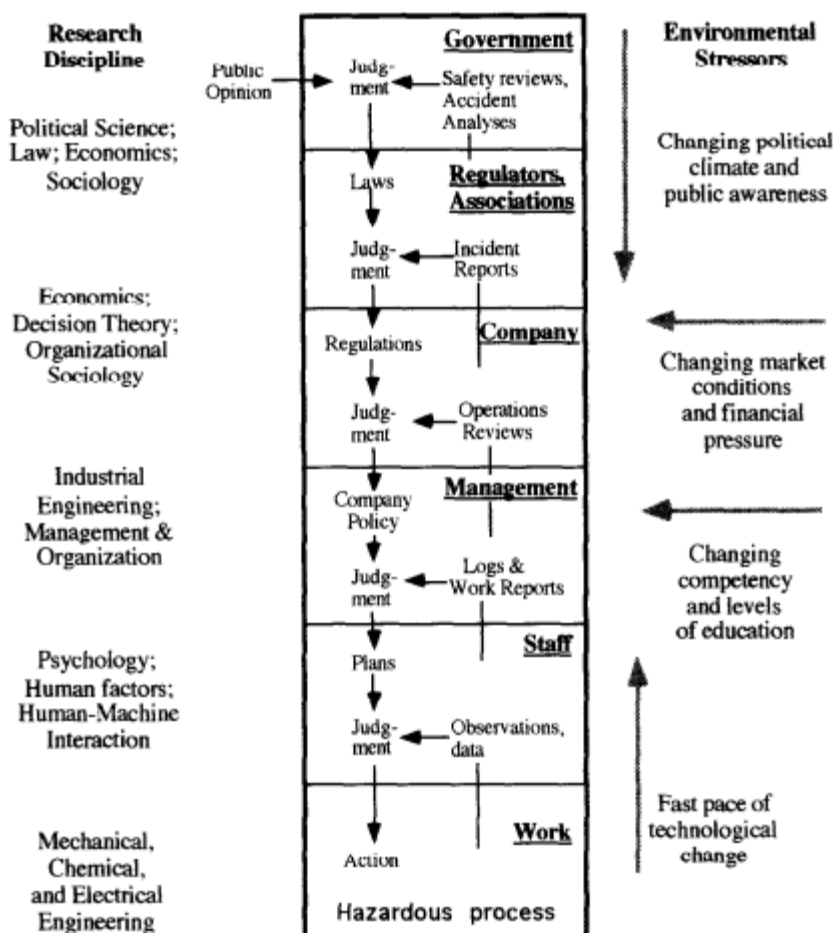 Research
Discipline
Political Science;
Law; Economics;
Sociology
Economics;
Decision Theory;
Organizational
Sociology
Industrial
Engineering;
Management &
Organization
Psychology;
Human factors;
Human-Machine
Interaction
Mechanical,
Chemical,
and Electrical
Engineering
Public
Opinion
Government
Judg-
ment
Safety reviews,
Accident
Analyses
Regulators,
Associations
Laws
Judg-
ment
Incident
Reports
Company
Regulations
Judg-
ment
Operations
Reviews
Management
Company
Policy
Judg-
ment
Logs &
Work Reports
Staff
Plans
Judg-
ment
Observations,
data
Work
Action
Hazardous process
Environmental
Stressors
Changing political
climate and
public awareness
Changing market
conditions
and financial
pressure
Changing
competency
and levels
of education
Fast pace of
technological
change